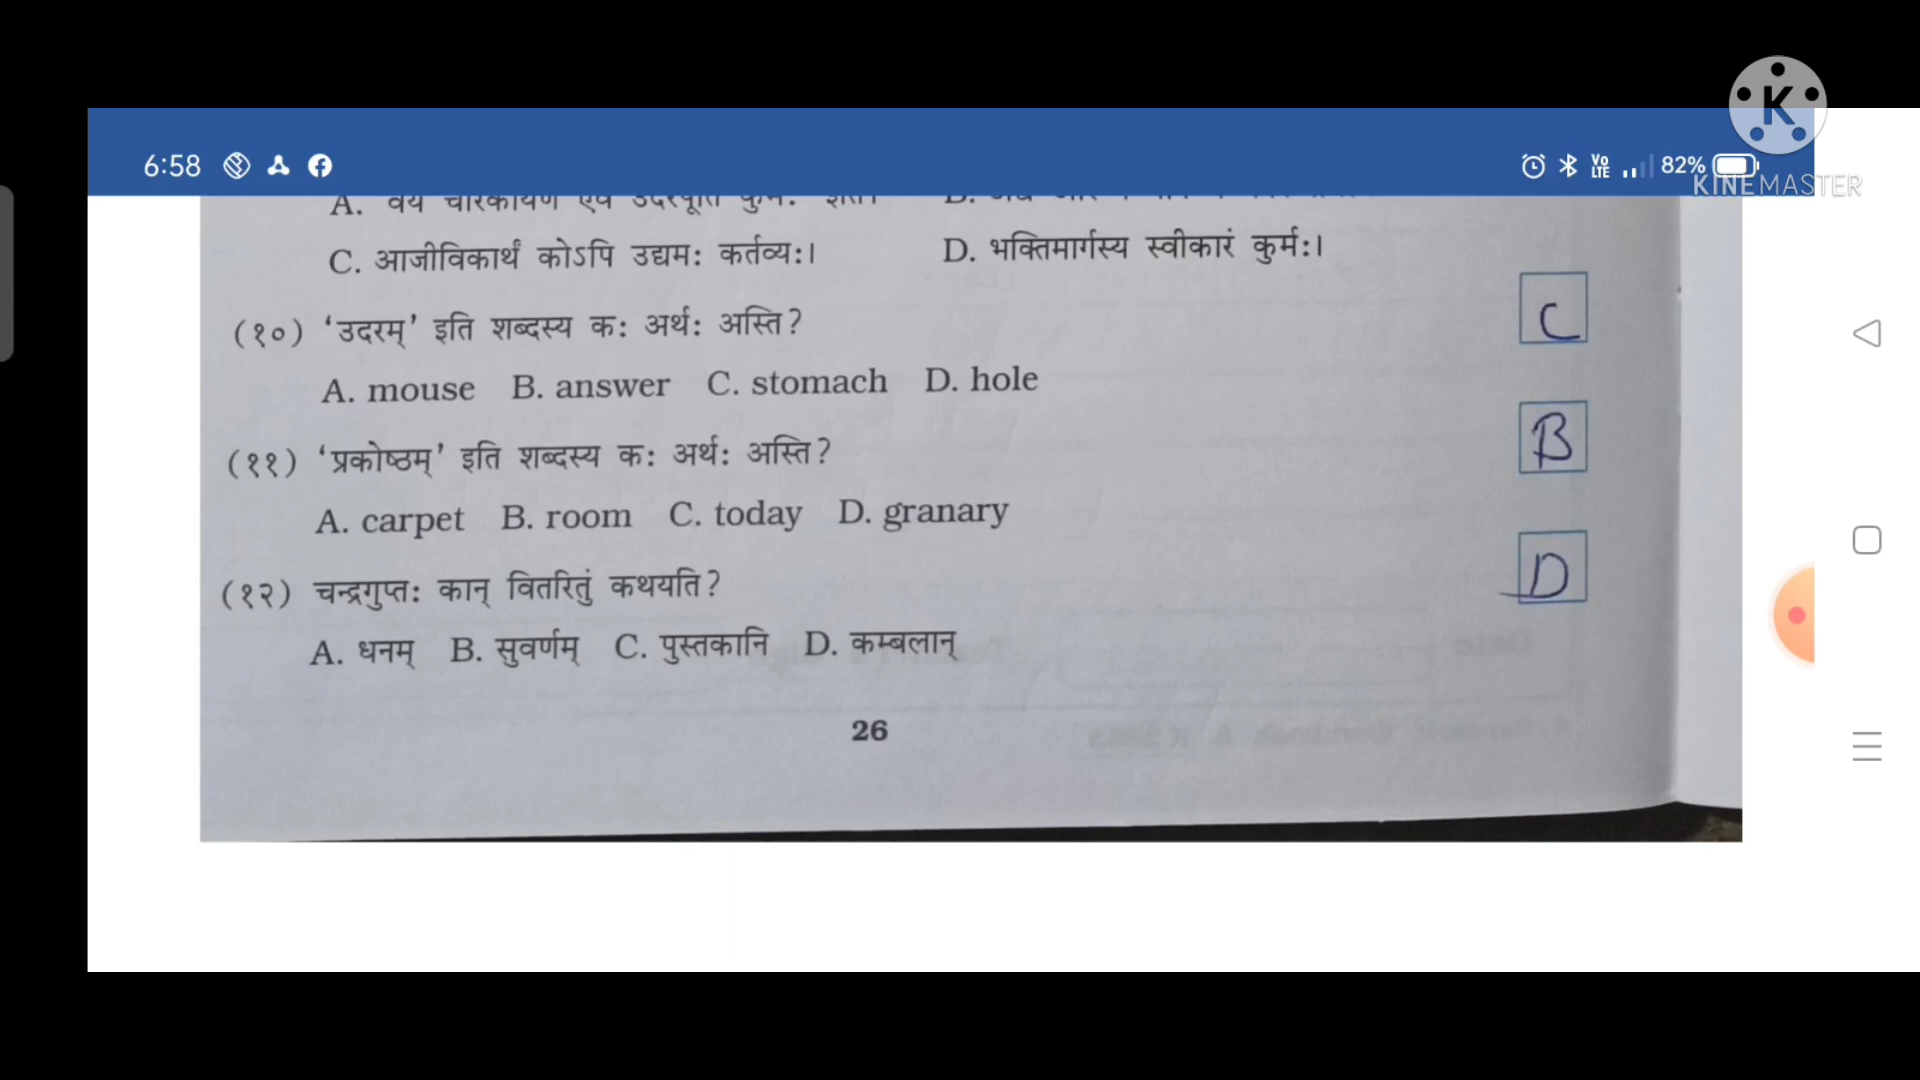 6:58 Vo LTE 82%
K
KINEMASTER
C. आजीविकार्थं कोऽपि उद्यमः कर्तव्यः। D. भक्तिमार्गस्य स्वीकारं कुर्मः।
(१०) ‘उदरम्’ इति शब्दस्य कः अर्थः अस्ति? C
A. mouse B. answer C. stomach D. hole
(११) ‘प्रकोष्ठम्’ इति शब्दस्य कः अर्थः अस्ति? B
A. carpet B. room C. today D. granary
(१२) चन्द्रगुप्तः कान् वितरितुं कथयति? D
A. धनम् B. सुवर्णम् C. पुस्तकानि D. कम्बलान्
26